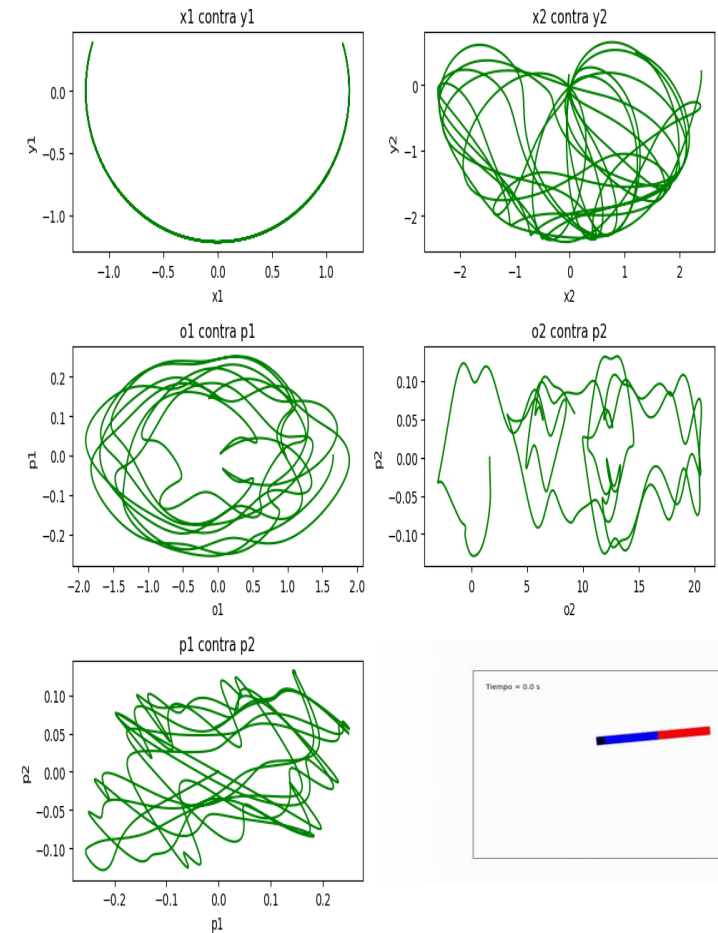 x1 contra y1
y1
0.0
−0.5
−1.0
−1.0 −0.5 0.0 0.5 1.0
x1
x2 contra y2
y2
0
−1
−2
−2 −1 0 1 2
x2
o1 contra p1
p1
0.2
0.1
0.0
−0.1
−0.2
−2.0 −1.5 −1.0 −0.5 0.0 0.5 1.0 1.5 2.0
o1
o2 contra p2
p2
0.10
0.05
0.00
−0.05
−0.10
0 5 10 15 20
o2
p1 contra p2
p2
0.10
0.05
0.00
−0.05
−0.10
−0.2 −0.1 0.0 0.1 0.2
p1
Tiempo = 0.0 s